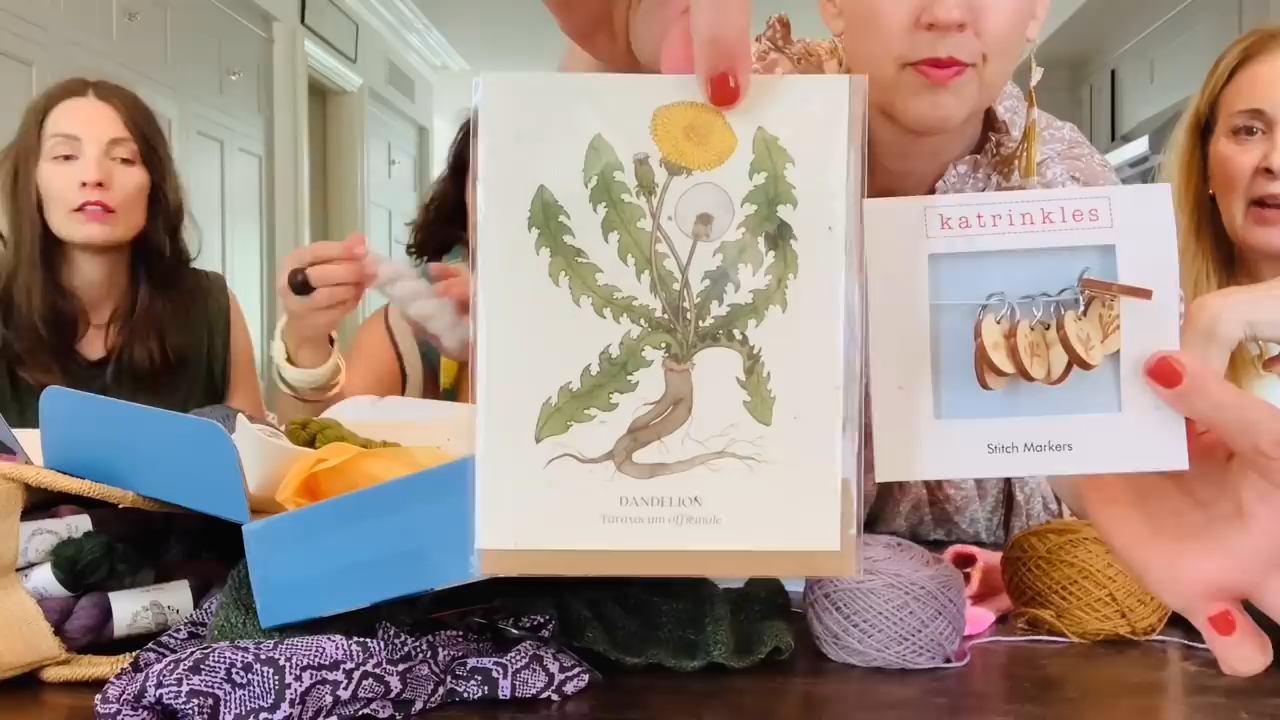 DANDELION
Taraxacum officinale
katrinkles
Stitch Markers